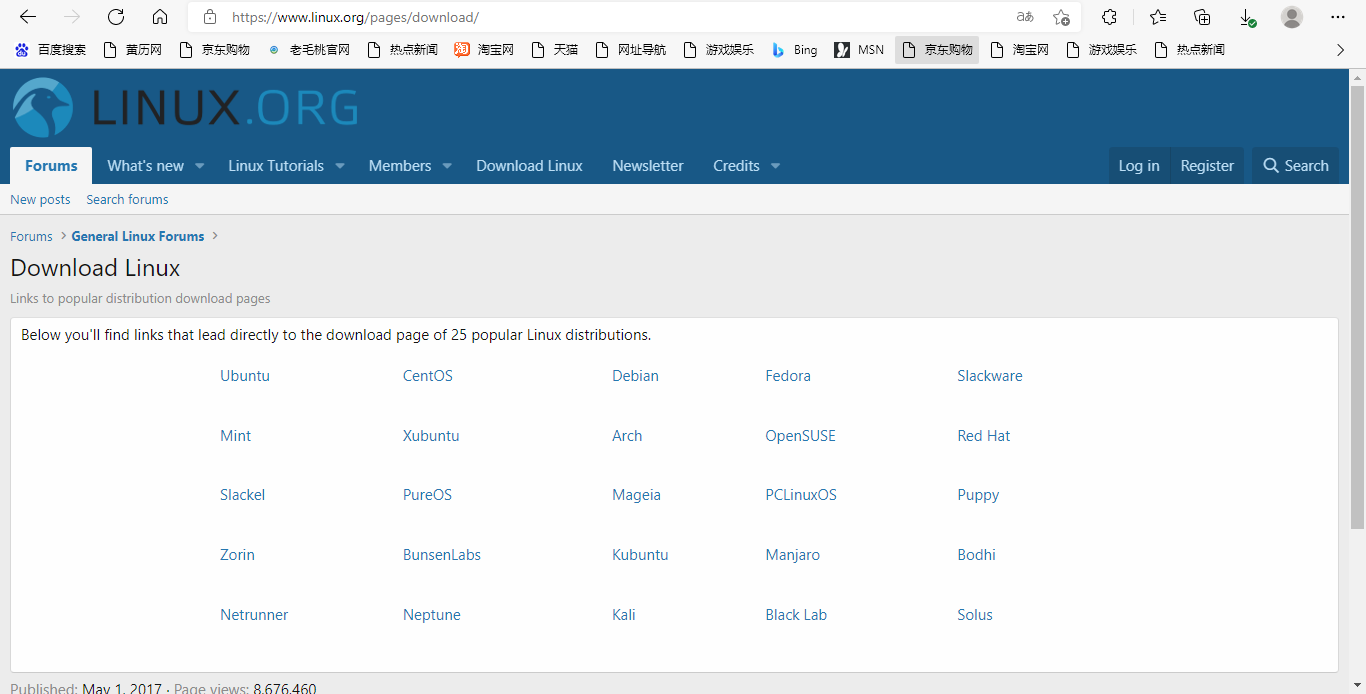 https://www.linux.org/pages/download/
百度搜索 黄历网 京东购物 老毛桃官网 热点新闻 淘宝网 天猫 网址导航 游戏娱乐 Bing MSN 京东购物 淘宝网 游戏娱乐 热点新闻
LINUX.ORG
Forums What's new Linux Tutorials Members Download Linux Newsletter Credits Log in Register Search
New posts Search forums
Forums General Linux Forums
Download Linux
Links to popular distribution download pages
Below you'll find links that lead directly to the download page of 25 popular Linux distributions.
Ubuntu CentOS Debian Fedora Slackware
Mint Xubuntu Arch OpenSUSE Red Hat
Slackel PureOS Mageia PCLinuxOS Puppy
Zorin BunsenLabs Kubuntu Manjaro Bodhi
Netrunner Neptune Kali Black Lab Solus
Published: May 1, 2017 · Page views: 8,676,460